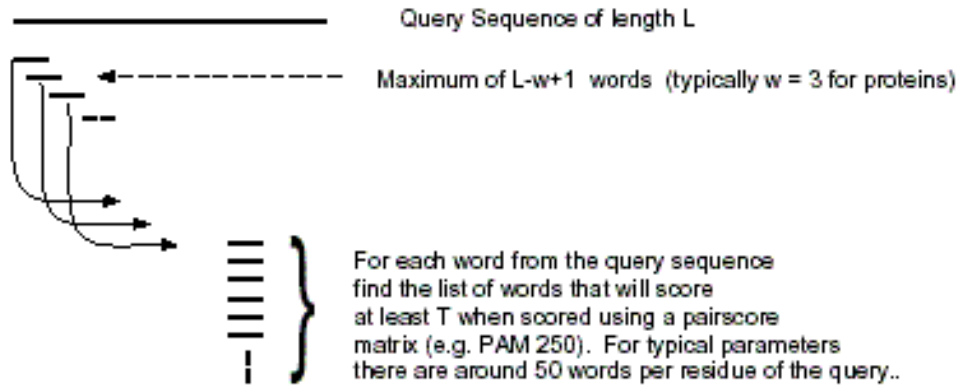 Query Sequence of length L
Maximum of L-w+1 words (typically w = 3 for proteins)
For each word from the query sequence
find the list of words that will score
at least T when scored using a pairscore
matrix (e.g. PAM 250). For typical parameters
there are around 50 words per residue of the query..